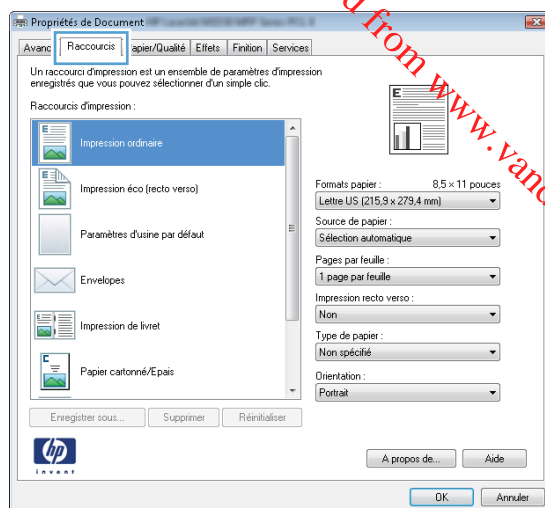 Propriétés de Document
Avanc Raccourcis apier/Qualité Effets Finition Services
Un raccourci d'impression est un ensemble de paramètres d'impression
enregistrés que vous pouvez sélectionner d'un simple clic.
Raccourcis d'impression :
Impression ordinaire
Impression éco (recto verso)
Paramètres d'usine par défaut
Envelopes
Impression de livret
Papier cartonné/Epais
E
Formats papier : 8,5 × 11 pouces
Lettre US (215,9 x 279,4 mm)
Source de papier :
Sélection automatique
Pages par feuille :
1 page par feuille
Impression recto verso :
Non
Type de papier :
Non spécifié
Orientation :
Portrait
Enregistrer sous... Supprimer Réinitialiser
hp
invent
A propos de... Aide
OK Annuler
from www.vand